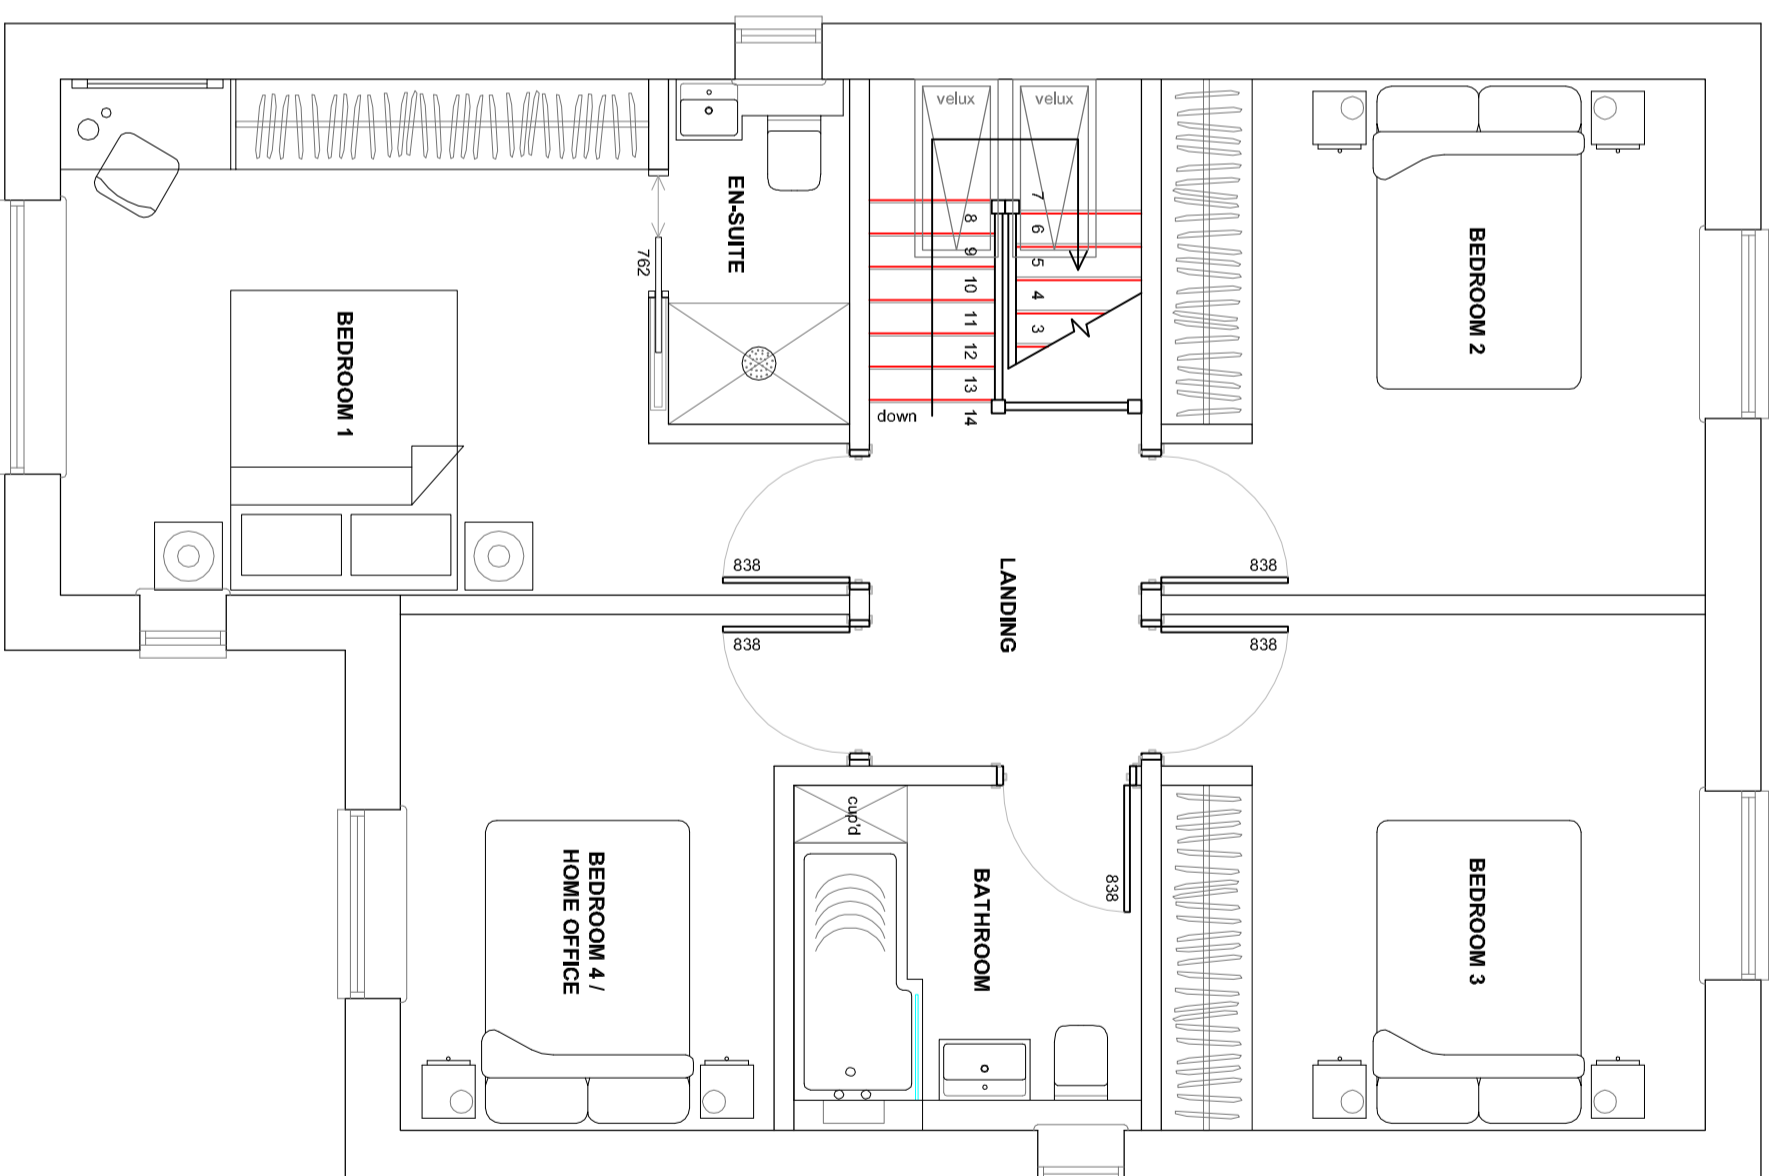 velux
velux
EN-SUITE
762
BEDROOM 1
7
6
5
4
3
8
9
10
11
12
13
14
down
BEDROOM 2
838
838
LANDING
838
838
cup'd
BEDROOM 4 /
HOME OFFICE
BATHROOM
838
BEDROOM 3